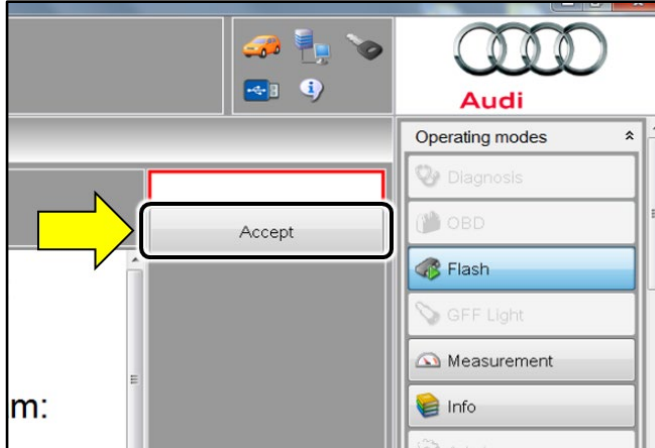 Audi
Operating modes
Diagnosis
OBD
Accept
Flash
GFF Light
Measurement
m:
Info